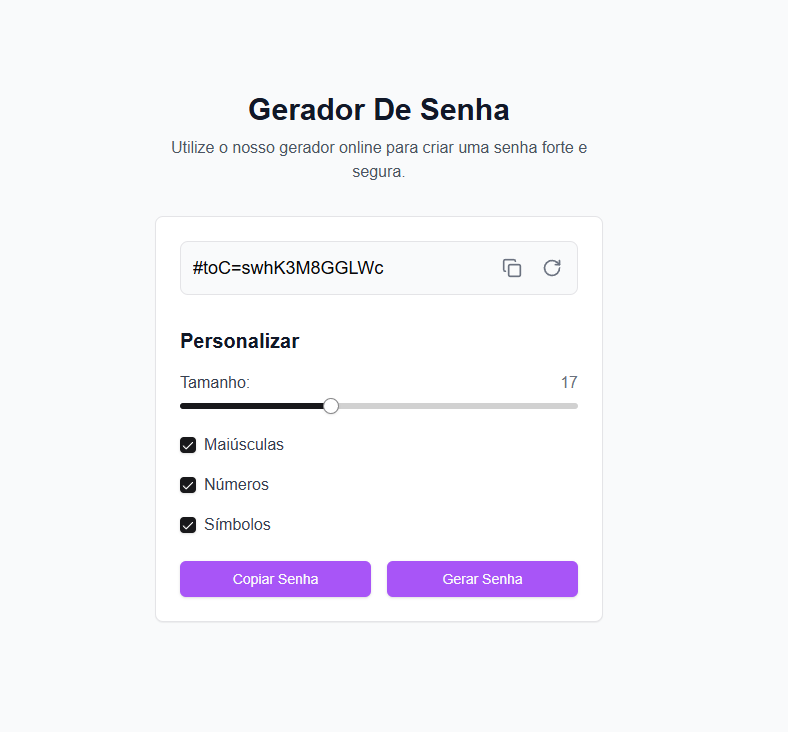 Gerador De Senha
Utilize o nosso gerador online para criar uma senha forte e
segura.
#toC=swhK3M8GGLWc
Personalizar
Tamanho:
17
Maiúsculas
Números
Símbolos
Copiar Senha
Gerar Senha